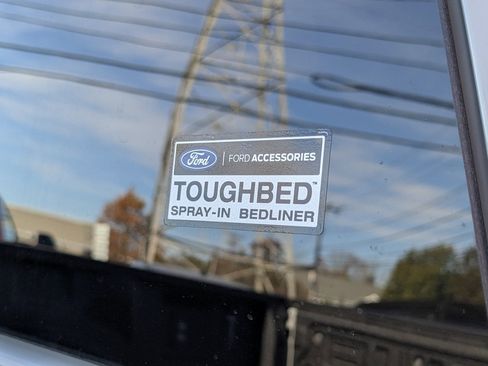 Ford | FORD ACCESSORIES
TOUGHBED™
SPRAY-IN BEDLINER